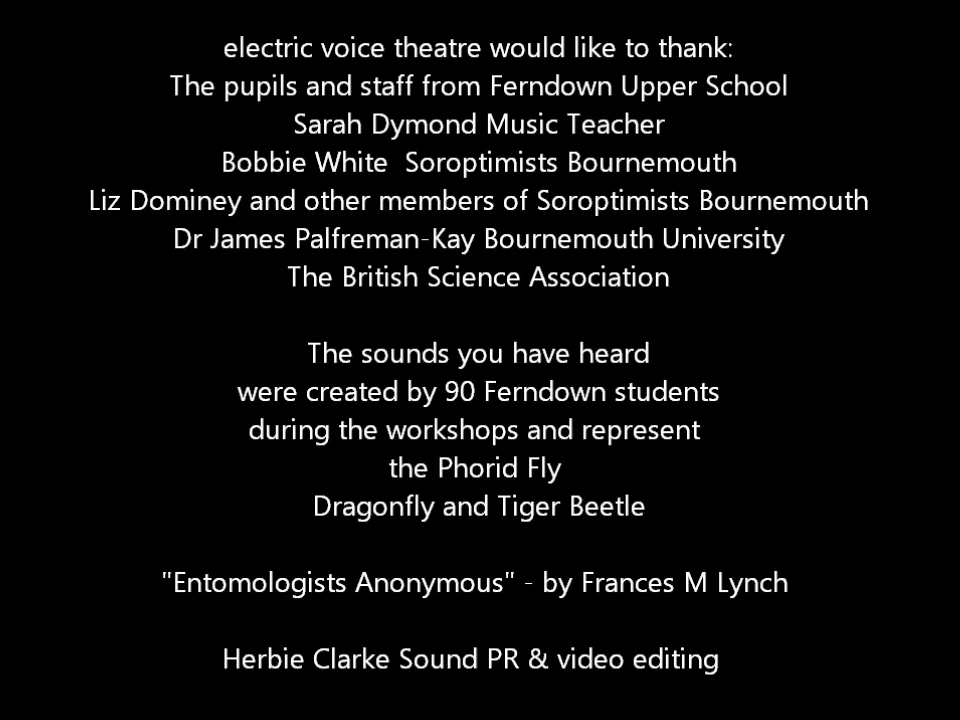 electric voice theatre would like to thank:
The pupils and staff from Ferndown Upper School
Sarah Dymond Music Teacher
Bobbie White  Soroptimists Bournemouth
Liz Dominey and other members of Soroptimists Bournemouth
Dr James Palfreman-Kay Bournemouth University
The British Science Association
The sounds you have heard
were created by 90 Ferndown students
during the workshops and represent
the Phorid Fly
Dragonfly and Tiger Beetle
"Entomologists Anonymous" - by Frances M Lynch
Herbie Clarke Sound PR & video editing